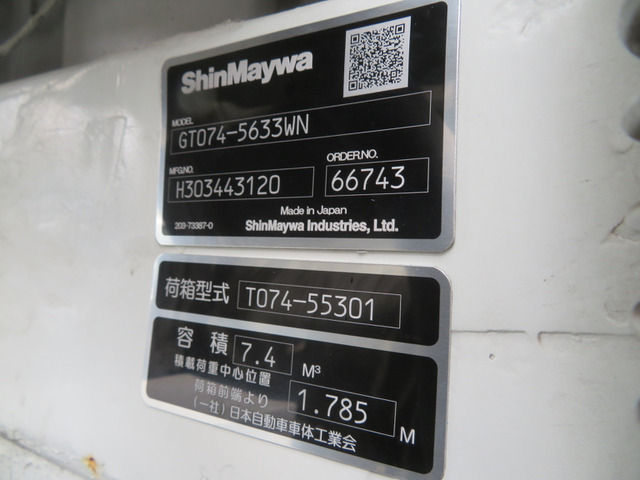 ShinMaywa
MODEL
GT074-5633WN
MFG.NO.
H303443120
ORDER.NO.
66743
Made in Japan
209-73387-0
ShinMaywa Industries, Ltd.
荷箱型式 T074-55301
容積 7.4 M³
積載荷重中心位置
荷箱前端より 1.785 M
(一社)日本自動車車体工業会